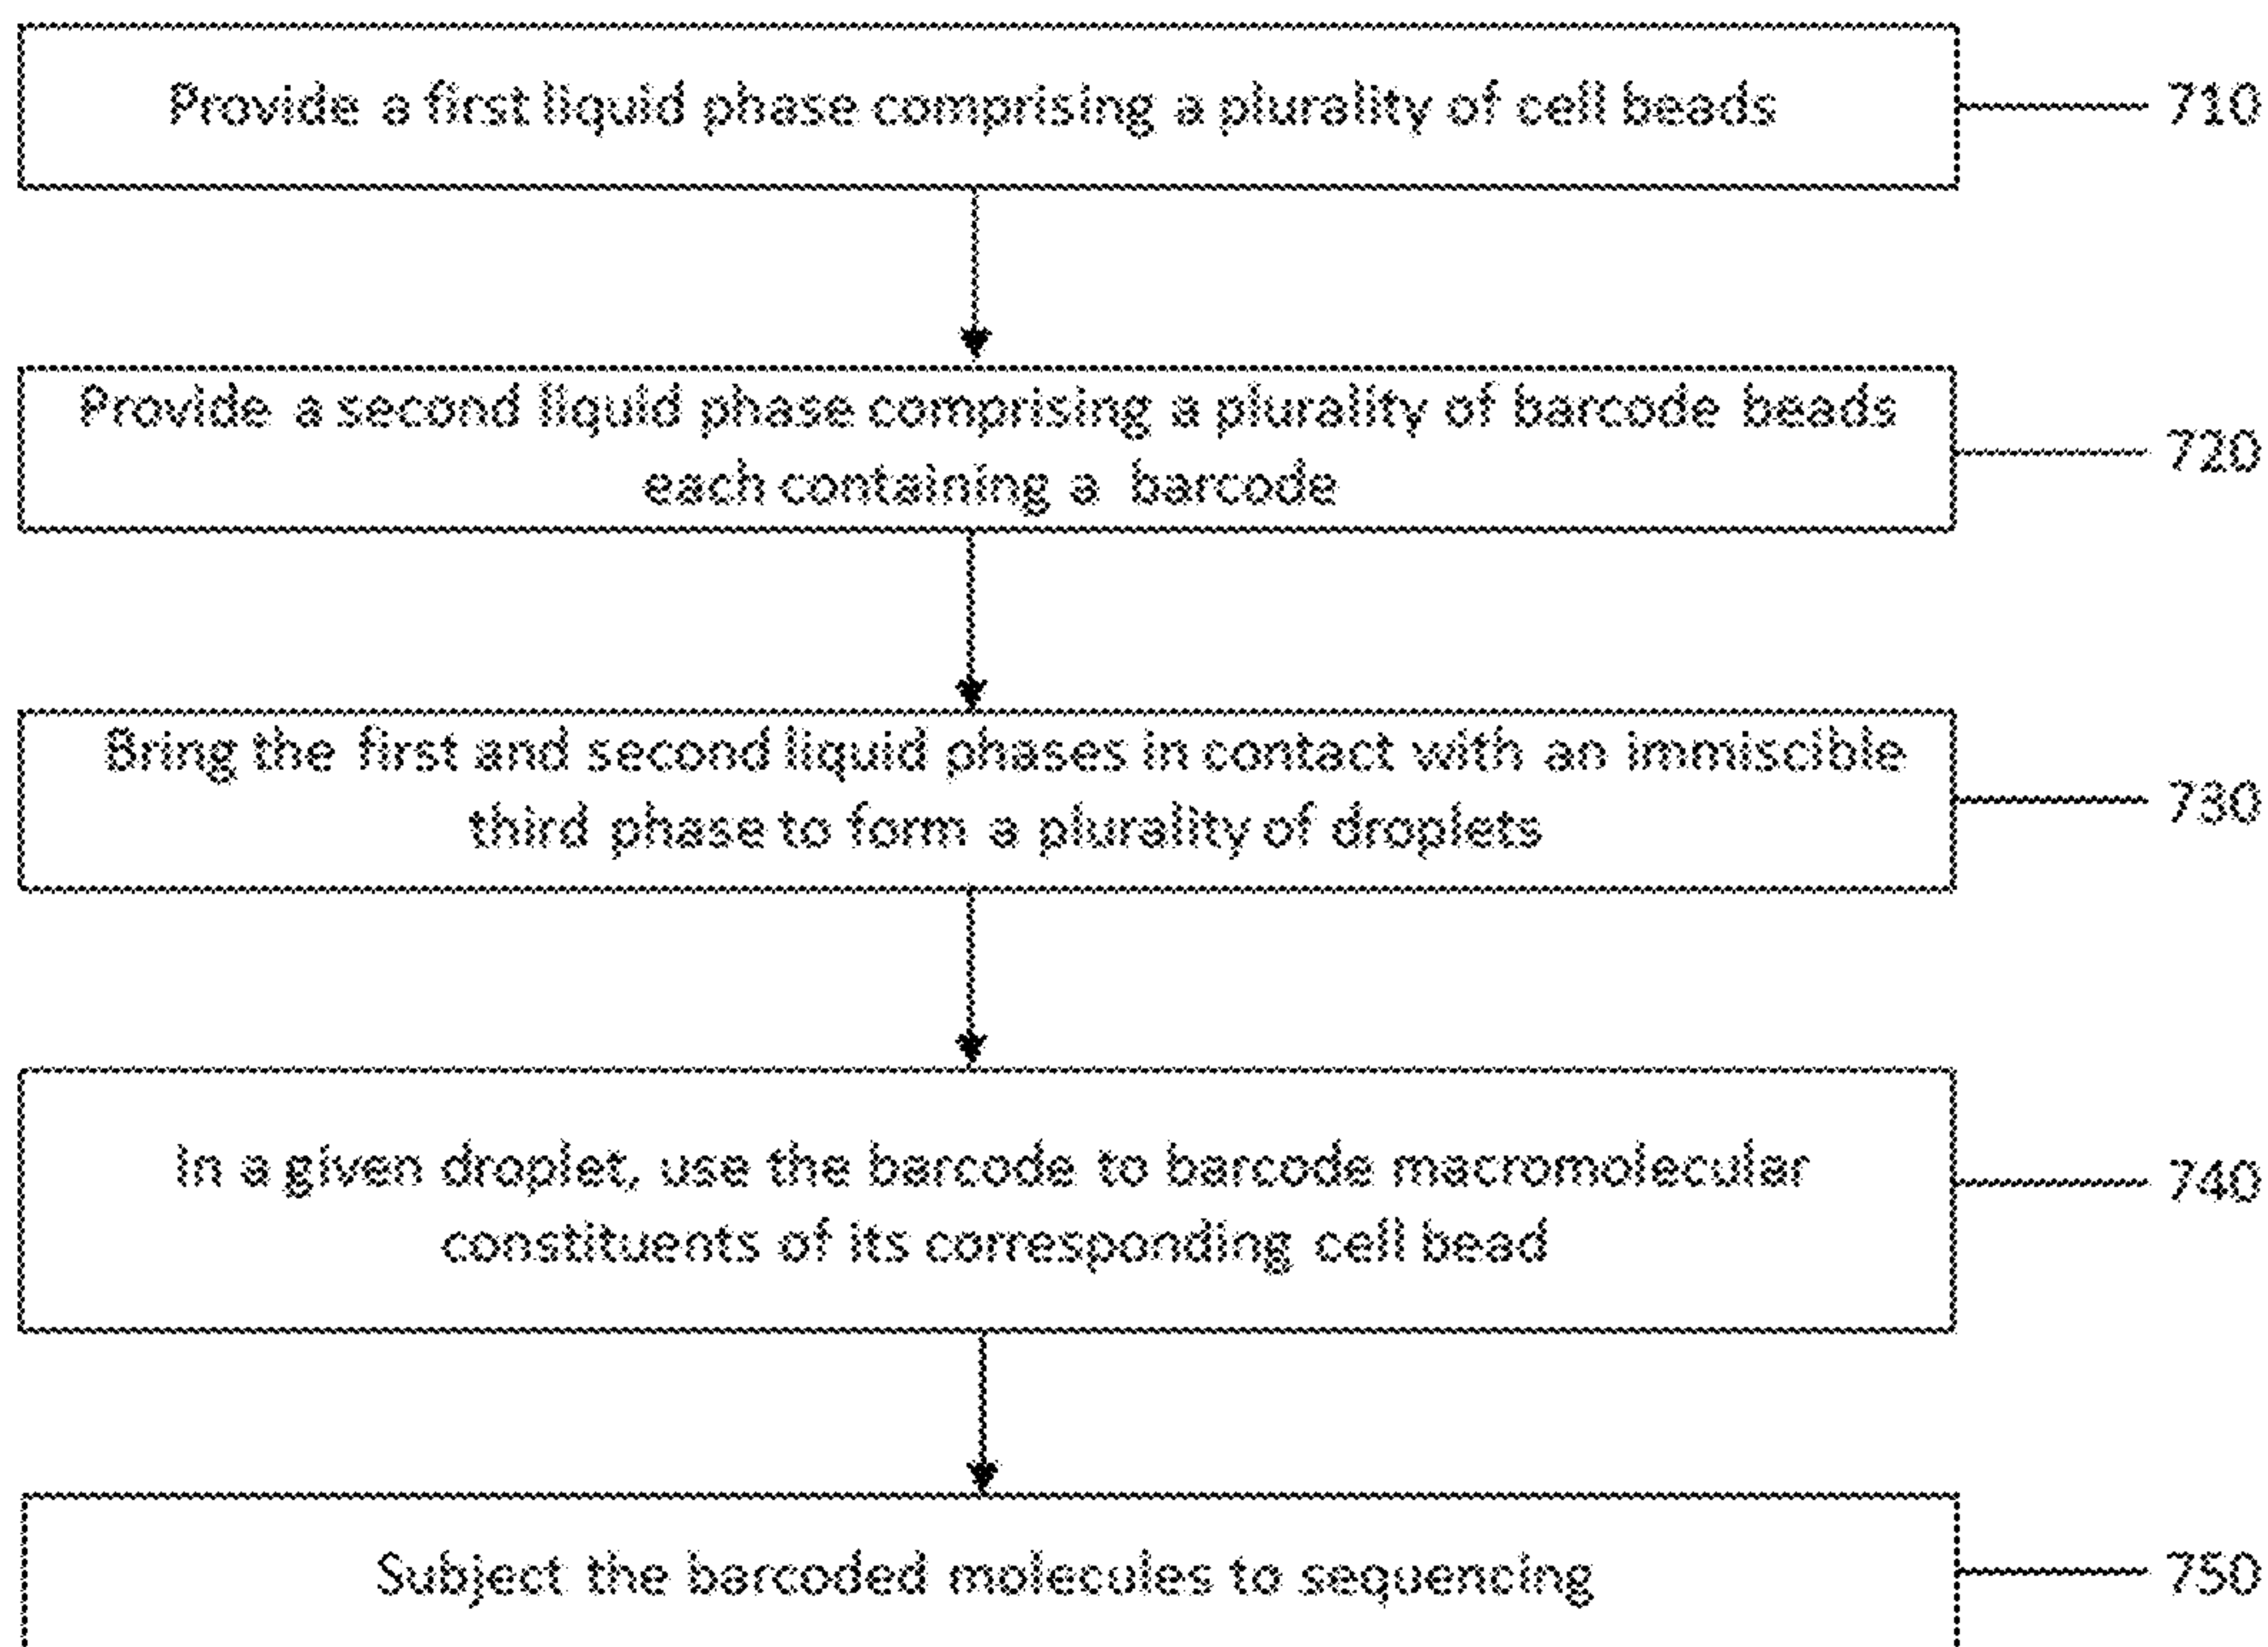 Provide a first liquid phase comprising a plurality of cell beads
710
Provide a second liquid phase comprising a plurality of barcode beads
each containing a barcode
720
Bring the first and second liquid phases in contact with an immiscible
third phase to form a plurality of droplets
730
In a given droplet, use the barcode to barcode macromolecular
constituents of its corresponding cell bead
740
Subject the barcoded molecules to sequencing
750